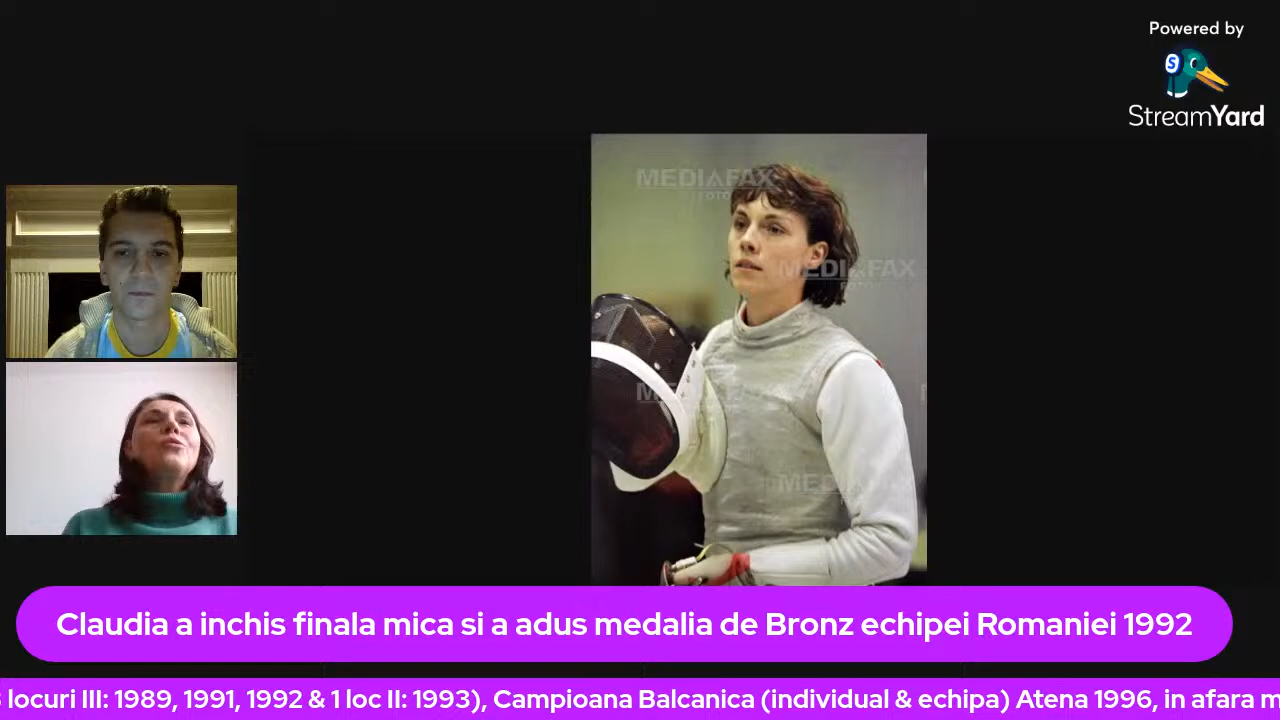 Powered by
S
StreamYard
MEDIAFAX
FOTO
MEDIAFAX
Claudia a inchis finala mica si a adus medalia de Bronz echipei Romaniei 1992
locuri III: 1989, 1991, 1992 & 1 loc II: 1993), Campioana Balcanica (individual & echipa) Atena 1996, in afara